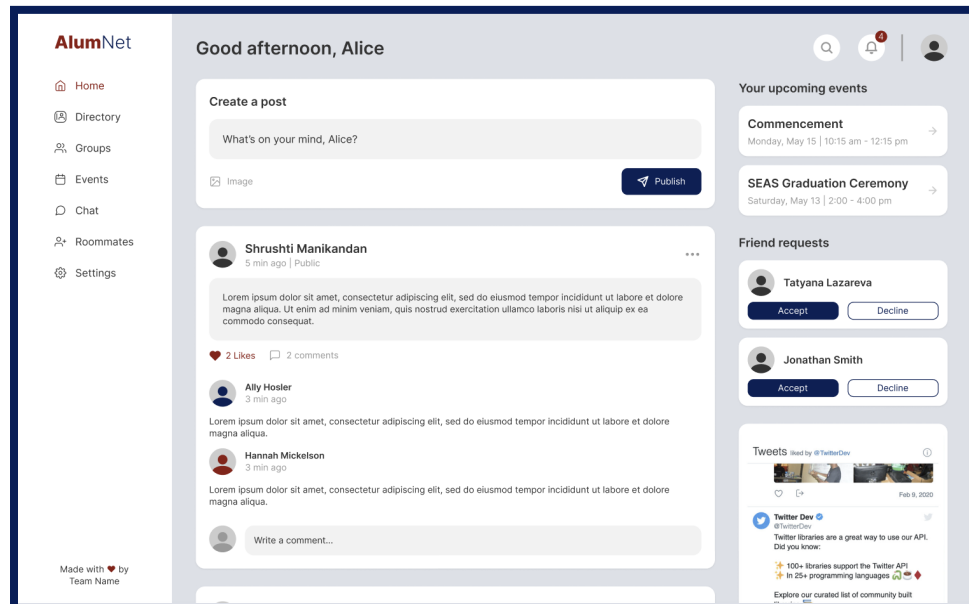 AlumNet
Home
Directory
Groups
Events
Chat
Roommates
Settings
Made with ❤ by
Team Name
Good afternoon, Alice
4
Create a post
What's on your mind, Alice?
Image
Publish
Shrushti Manikandan
5 min ago | Public
Lorem ipsum dolor sit amet, consectetur adipiscing elit, sed do eiusmod tempor incididunt ut labore et dolore
magna aliqua. Ut enim ad minim veniam, quis nostrud exercitation ullamco laboris nisi ut aliquip ex ea
commodo consequat.
2 Likes
2 comments
Ally Hosler
3 min ago
Lorem ipsum dolor sit amet, consectetur adipiscing elit, sed do eiusmod tempor incididunt ut labore et dolore
magna aliqua.
Hannah Mickelson
3 min ago
Lorem ipsum dolor sit amet, consectetur adipiscing elit, sed do eiusmod tempor incididunt ut labore et dolore
magna aliqua.
Write a comment...
Your upcoming events
Commencement
Monday, May 15 | 10:15 am - 12:15 pm
SEAS Graduation Ceremony
Saturday, May 13 | 2:00 - 4:00 pm
Friend requests
Tatyana Lazareva
Accept
Decline
Jonathan Smith
Accept
Decline
Tweets liked by @TwitterDev
Feb 9, 2020
Twitter Dev
@TwitterDev
Twitter libraries are a great way to use our API.
Did you know:
✨ 100+ libraries support the Twitter API
✨ In 25+ programming languages 🐍☕♦
Explore our curated list of community built